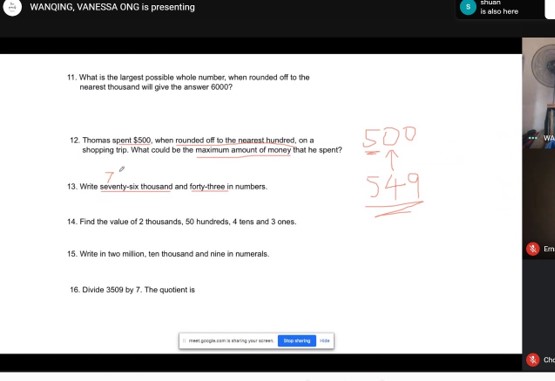 WANQING, VANESSA ONG is presenting
S
shuan
is also here
11. What is the largest possible whole number, when rounded off to the
nearest thousand will give the answer 6000?
12. Thomas spent $500, when rounded off to the nearest hundred, on a
shopping trip. What could be the maximum amount of money that he spent?
500
549
7
13. Write seventy-six thousand and forty-three in numbers.
14. Find the value of 2 thousands, 50 hundreds, 4 tens and 3 ones.
15. Write in two million, ten thousand and nine in numerals.
16. Divide 3509 by 7. The quotient is
meet.google.com is sharing your screen.
Stop sharing
Hide
WA
Em
Cho